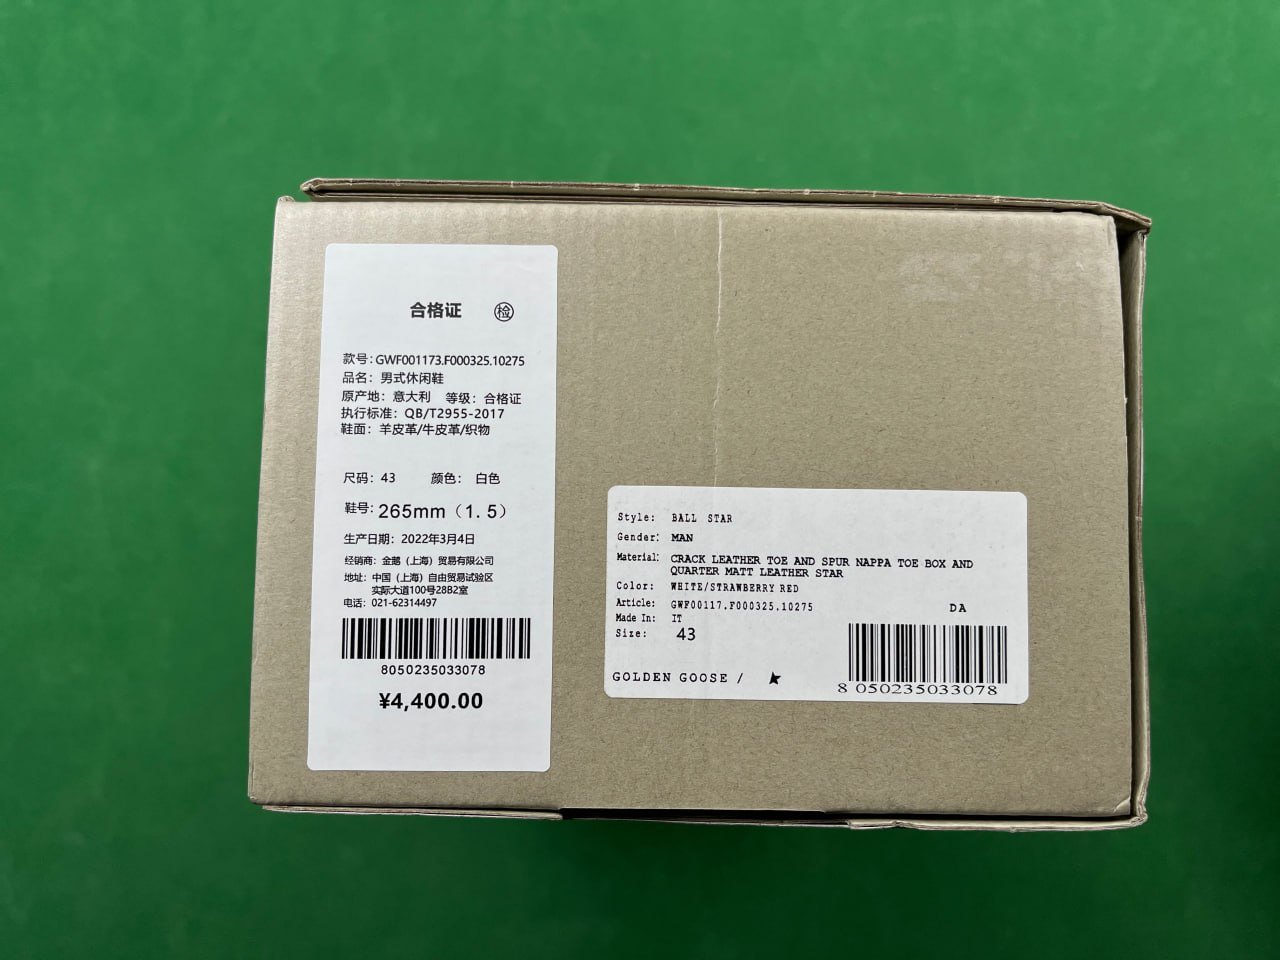 合格证 检
款号:GWF001173.F000325.10275
品名: 男式休闲鞋
原产地: 意大利 等级: 合格证
执行标准: QB/T2955-2017
鞋面: 羊皮革/牛皮革/织物
尺码: 43 颜色: 白色
鞋号: 265mm（1.5）
生产日期: 2022年3月4日
经销商: 金鹅（上海）贸易有限公司
地址: 中国（上海）自由贸易试验区
实际大道100号28B2室
电话: 021-62314497
8050235033078
¥4,400.00
Style: BALL STAR
Gender: MAN
Material: CRACK LEATHER TOE AND SPUR NAPPA TOE BOX AND
QUARTER MATT LEATHER STAR
Color: WHITE/STRAWBERRY RED
Article: GWF00117.F000325.10275
DA
Made In: IT
Size: 43
GOLDEN GOOSE /
8 050235033078